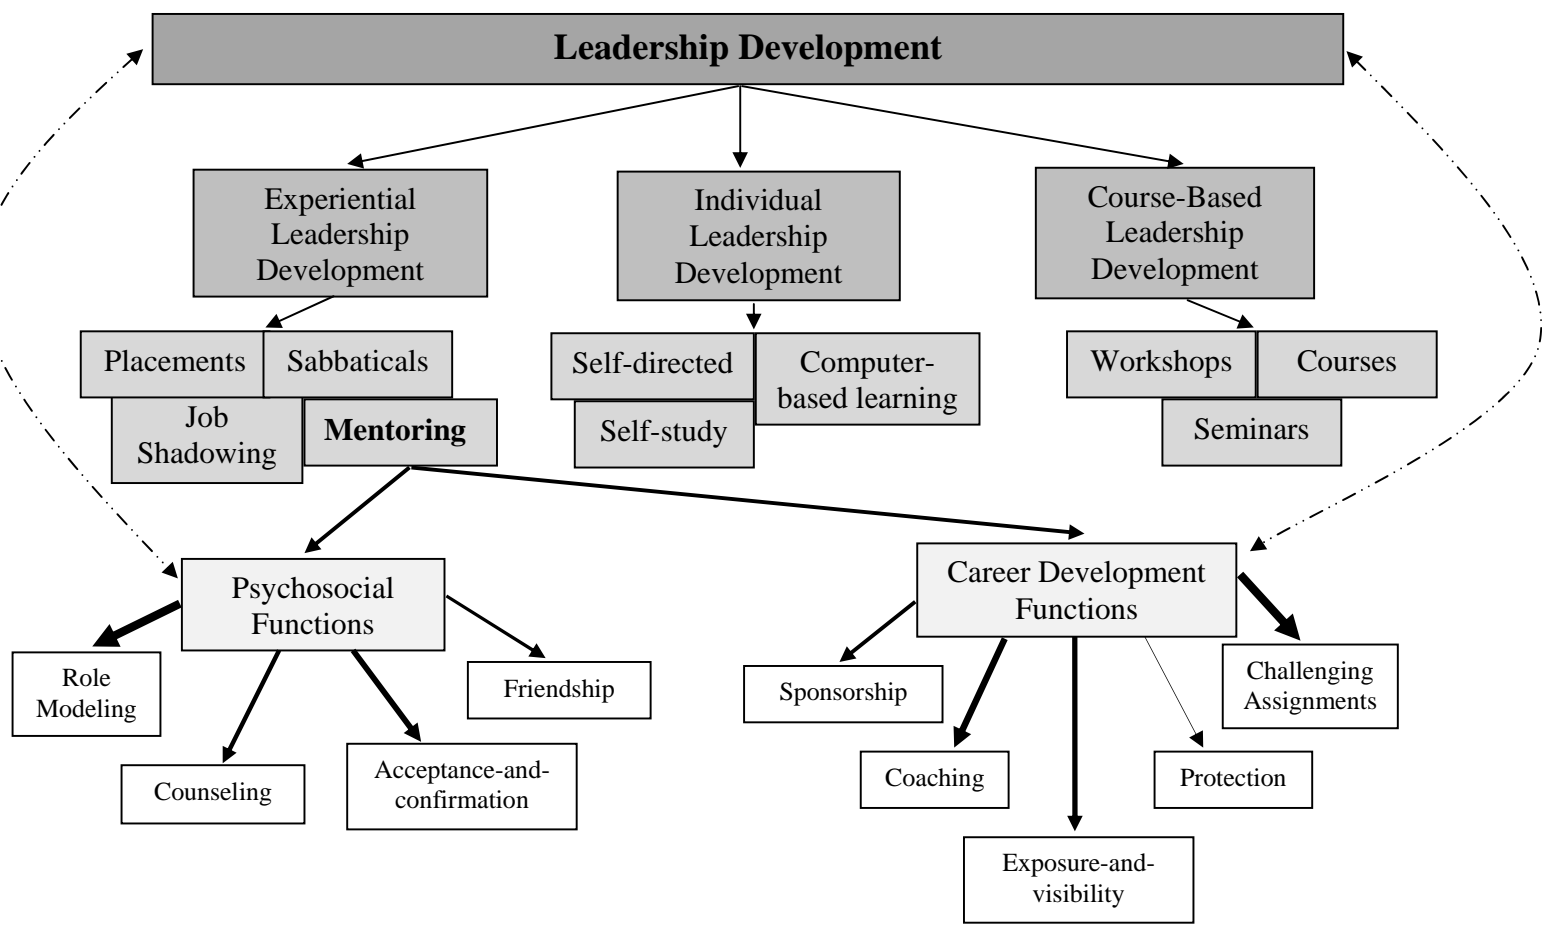 Leadership Development
Experiential
Leadership
Development
Individual
Leadership
Development
Course-Based
Leadership
Development
Placements
Sabbaticals
Job
Shadowing
Mentoring
Self-directed
Computer-
based learning
Self-study
Workshops
Courses
Seminars
Psychosocial
Functions
Career Development
Functions
Role
Modeling
Counseling
Acceptance-and-
confirmation
Friendship
Sponsorship
Coaching
Exposure-and-
visibility
Protection
Challenging
Assignments